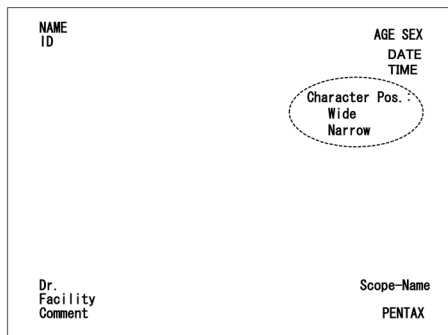 NAME
ID
AGE SEX
DATE
TIME
Character Pos.:
Wide
Narrow
Dr.
Facility
Comment
Scope-Name
PENTAX